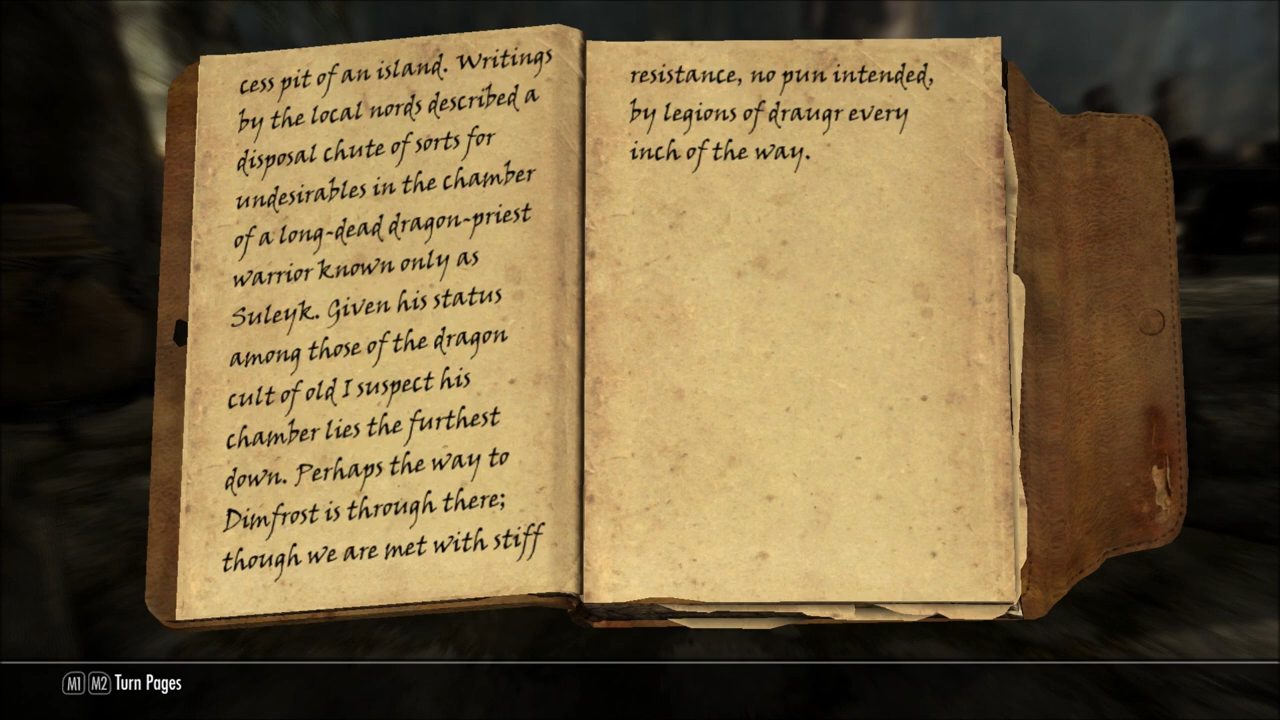 cess pit of an island. Writings
by the local nords described a
disposal chute of sorts for
undesirables in the chamber
of a long-dead dragon-priest
warrior known only as
Suleyk. Given his status
among those of the dragon
cult of old I suspect his
chamber lies the furthest
down. Perhaps the way to
Dimfrost is through there;
though we are met with stiff
resistance, no pun intended,
by legions of draugr every
inch of the way.
M1 M2 Turn Pages